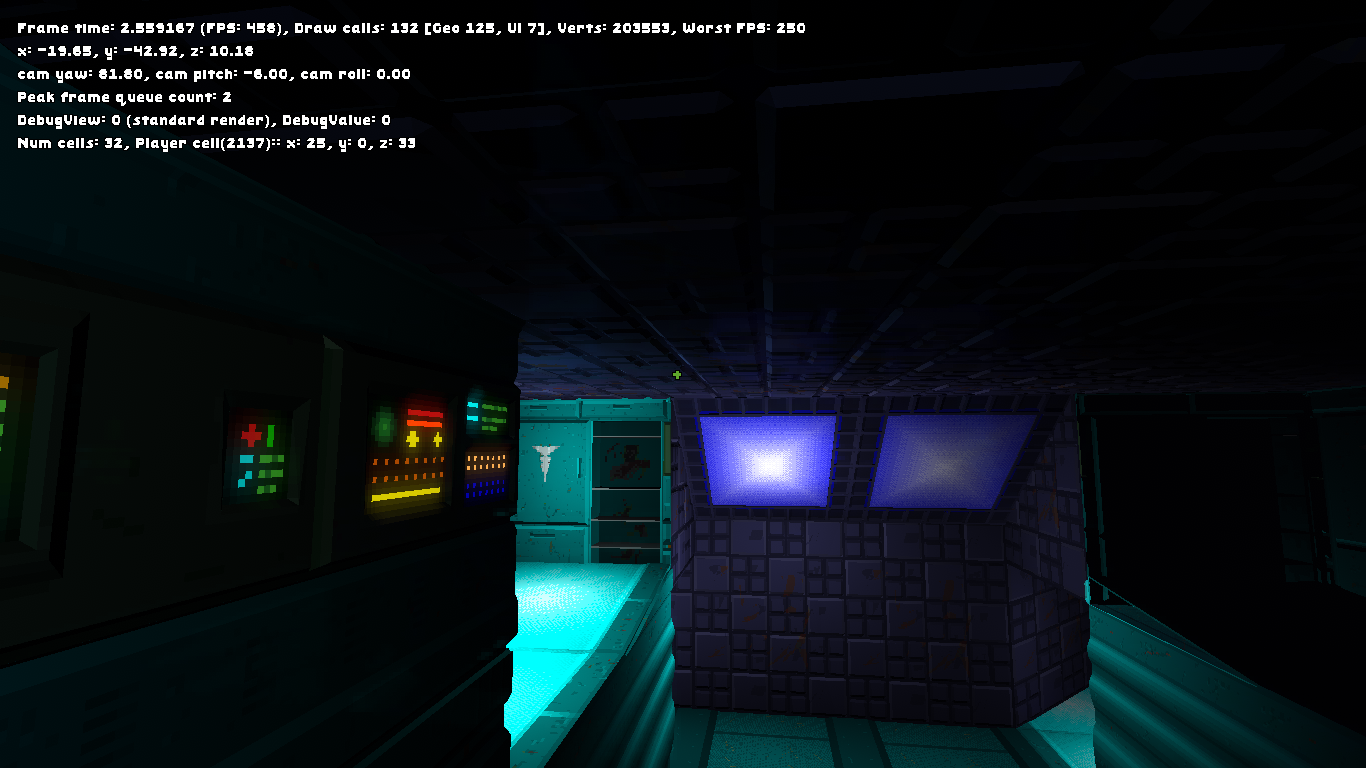 Frame time: 2.559167 (FPS: 458), Draw calls: 132 [Geo 125, UI 7], Verts: 203553, Worst FPS: 250
x: -19.65, y: -42.92, z: 10.18
cam yaw: 81.80, cam pitch: -6.00, cam roll: 0.00
Peak frame queue count: 2
DebugView: 0 (standard render), DebugValue: 0
Num cells: 32, Player cell(2137):: x: 25, y: 0, z: 33